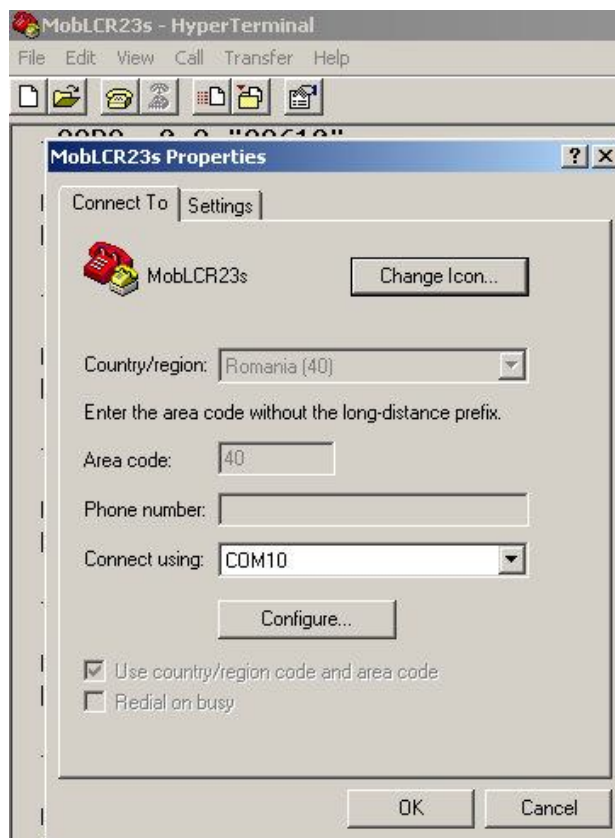 MobLCR23s - HyperTerminal
File Edit View Call Transfer Help
MobLCR23s Properties
Connect To Settings
MobLCR23s
Change Icon...
Country/region: Romania (40)
Enter the area code without the long-distance prefix.
Area code: 40
Phone number:
Connect using: COM10
Configure...
Use country/region code and area code
Redial on busy
OK Cancel